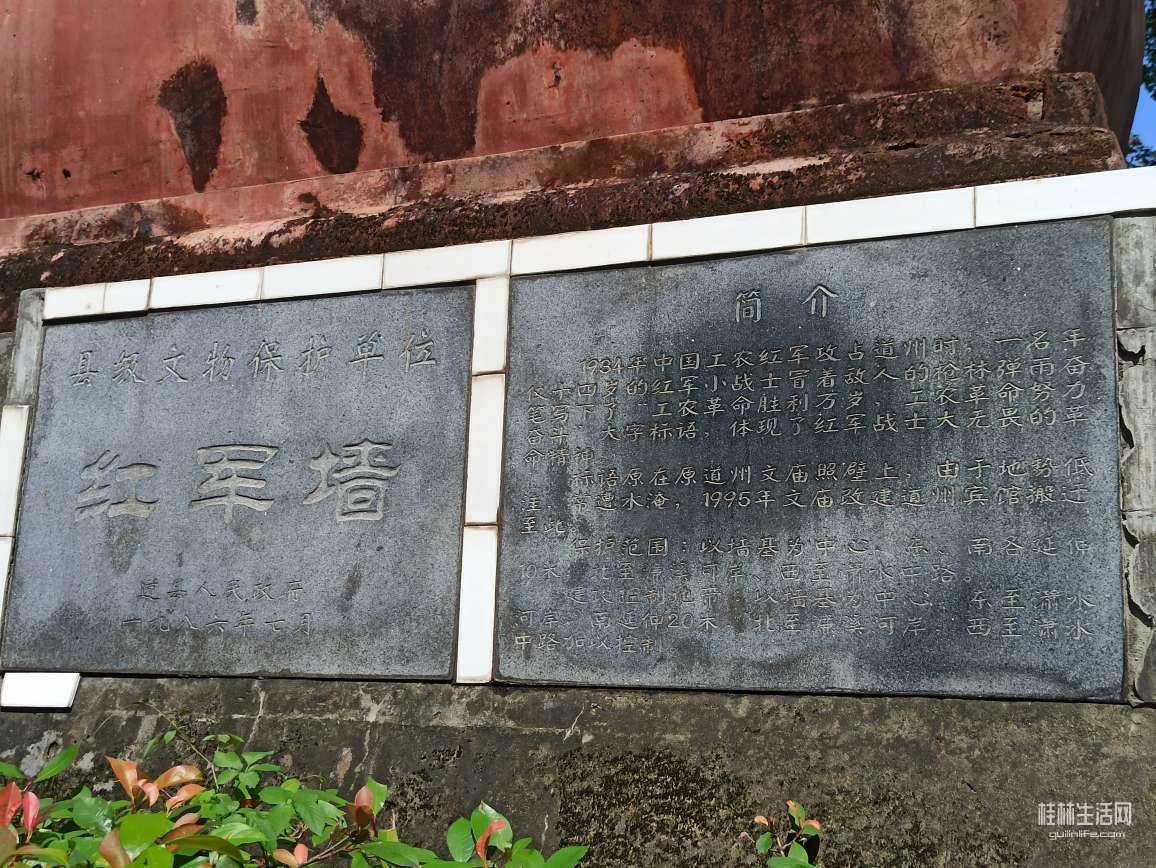 县级文物保护单位
红军墙
道县人民政府
一九八六年七月
简介
1934年中国工农红军攻占道州时，一名年
仅十四岁的红军小战士冒着敌人的枪林弹雨奋
笔写下了“工农革命胜利万岁，工农革命努力
奋斗”大字标语，体现了红军战士大无畏的革
命精神。
标语原在原道州文庙照壁上，由于地势低
常遭水淹，1995年文庙改建道州宾馆搬迁
至此。
保护范围：以墙基为中心，东、南各延
10米，北至濂溪河岸、西至潇水中路。
建设控制地带：以墙基为中心，东至潇水
河岸，南延伸20米，北至濂溪河岸，西至潇水
中路加以控制
桂林生活网
guilinlife.com